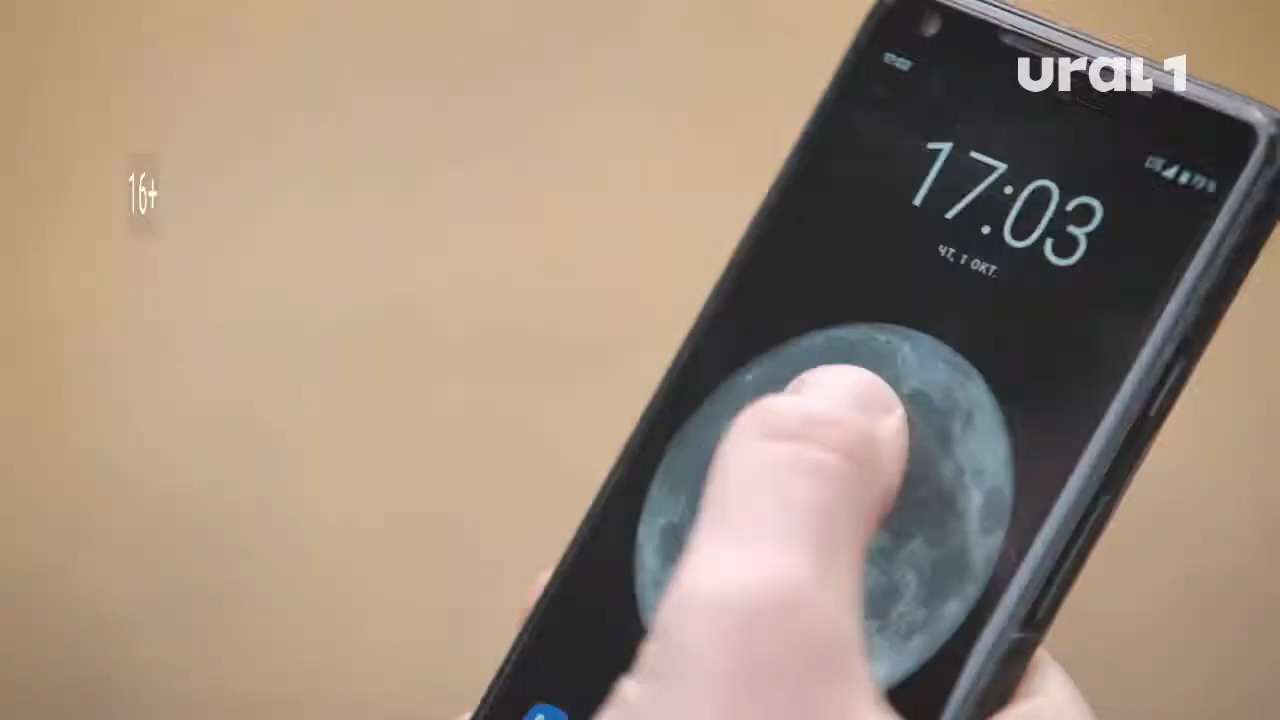 ural 1
17:03
чт, 1 окт.
16+